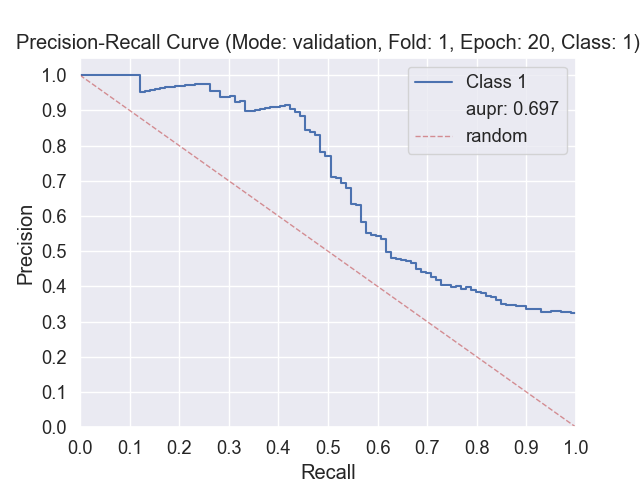 Precision-Recall Curve (Mode: validation, Fold: 1, Epoch: 20, Class: 1)
Class 1
aupr: 0.697
random
Precision
1.0
0.9
0.8
0.7
0.6
0.5
0.4
0.3
0.2
0.1
0.0
0.0 0.1 0.2 0.3 0.4 0.5 0.6 0.7 0.8 0.9 1.0
Recall